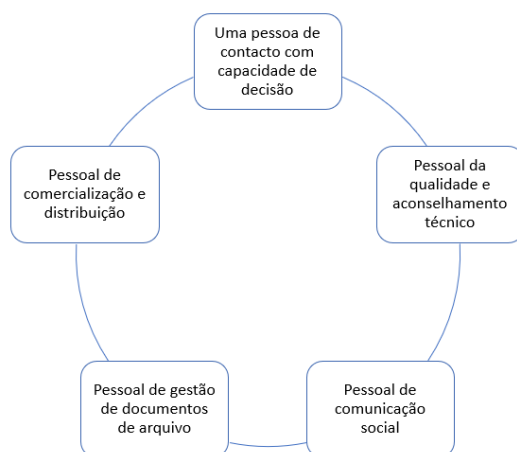 Uma pessoa de
contacto com
capacidade de
decisão
Pessoal da
qualidade e
aconselhamento
técnico
Pessoal de
comunicação
social
Pessoal de gestão
de documentos
de arquivo
Pessoal de
comercialização e
distribuição